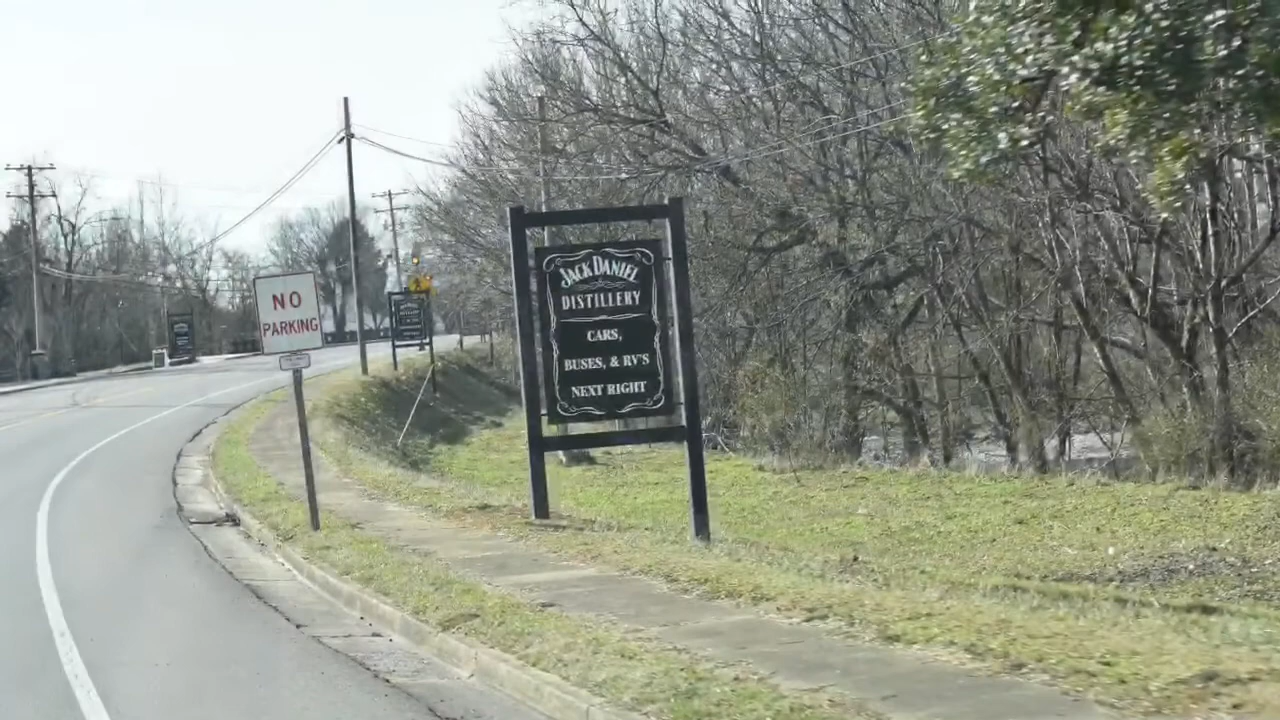 NO
PARKING
JACK DANIEL
DISTILLERY
CARS,
BUSES, & RV'S
NEXT RIGHT